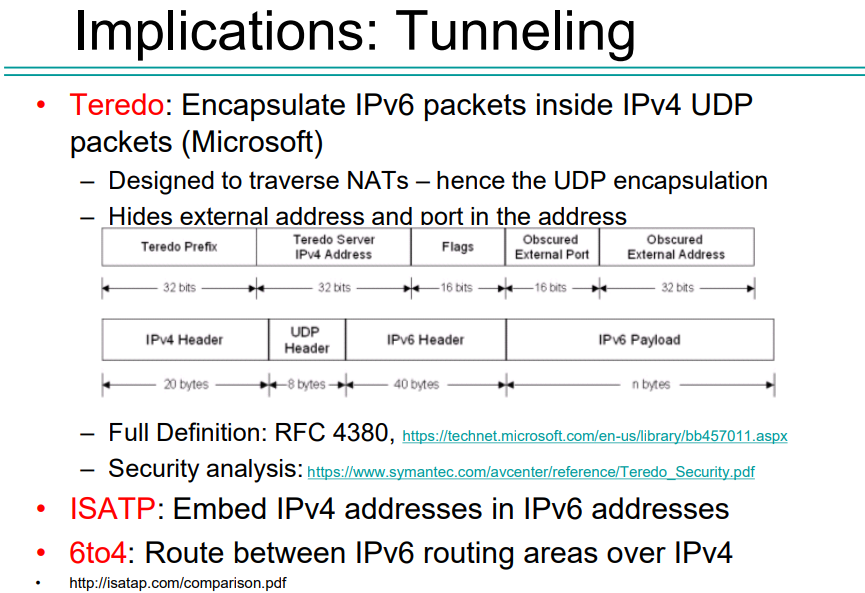 Implications: Tunneling
• Teredo: Encapsulate IPv6 packets inside IPv4 UDP
packets (Microsoft)
– Designed to traverse NATs – hence the UDP encapsulation
– Hides external address and port in the address
Teredo Prefix
Teredo Server
IPv4 Address
Flags
Obscured
External Port
Obscured
External Address
32 bits
32 bits
16 bits
16 bits
32 bits
IPv4 Header
UDP
Header
IPv6 Header
IPv6 Payload
20 bytes
8 bytes
40 bytes
n bytes
– Full Definition: RFC 4380, https://technet.microsoft.com/en-us/library/bb457011.aspx
– Security analysis: https://www.symantec.com/avcenter/reference/Teredo_Security.pdf
• ISATP: Embed IPv4 addresses in IPv6 addresses
• 6to4: Route between IPv6 routing areas over IPv4
• http://isatap.com/comparison.pdf